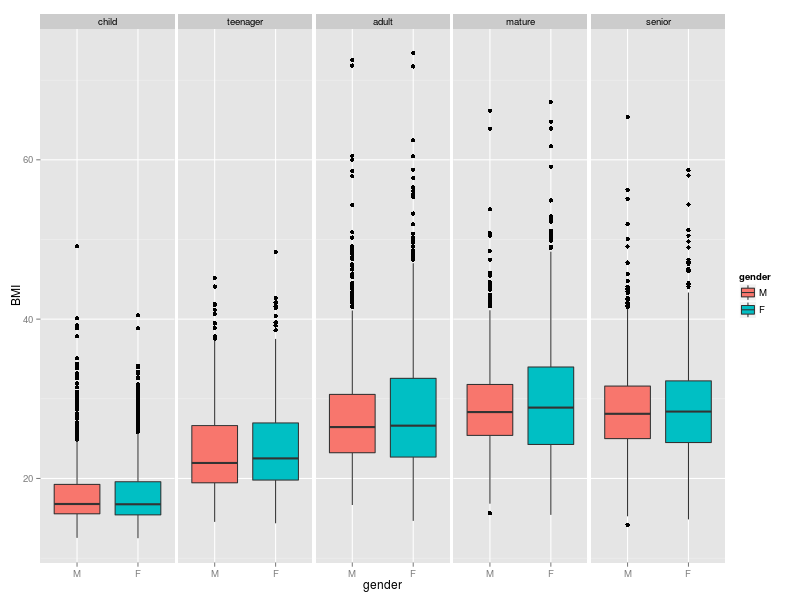 child teenager adult mature senior
60
40
20
BMI
M F M F M F M F M F
gender
gender
M
F